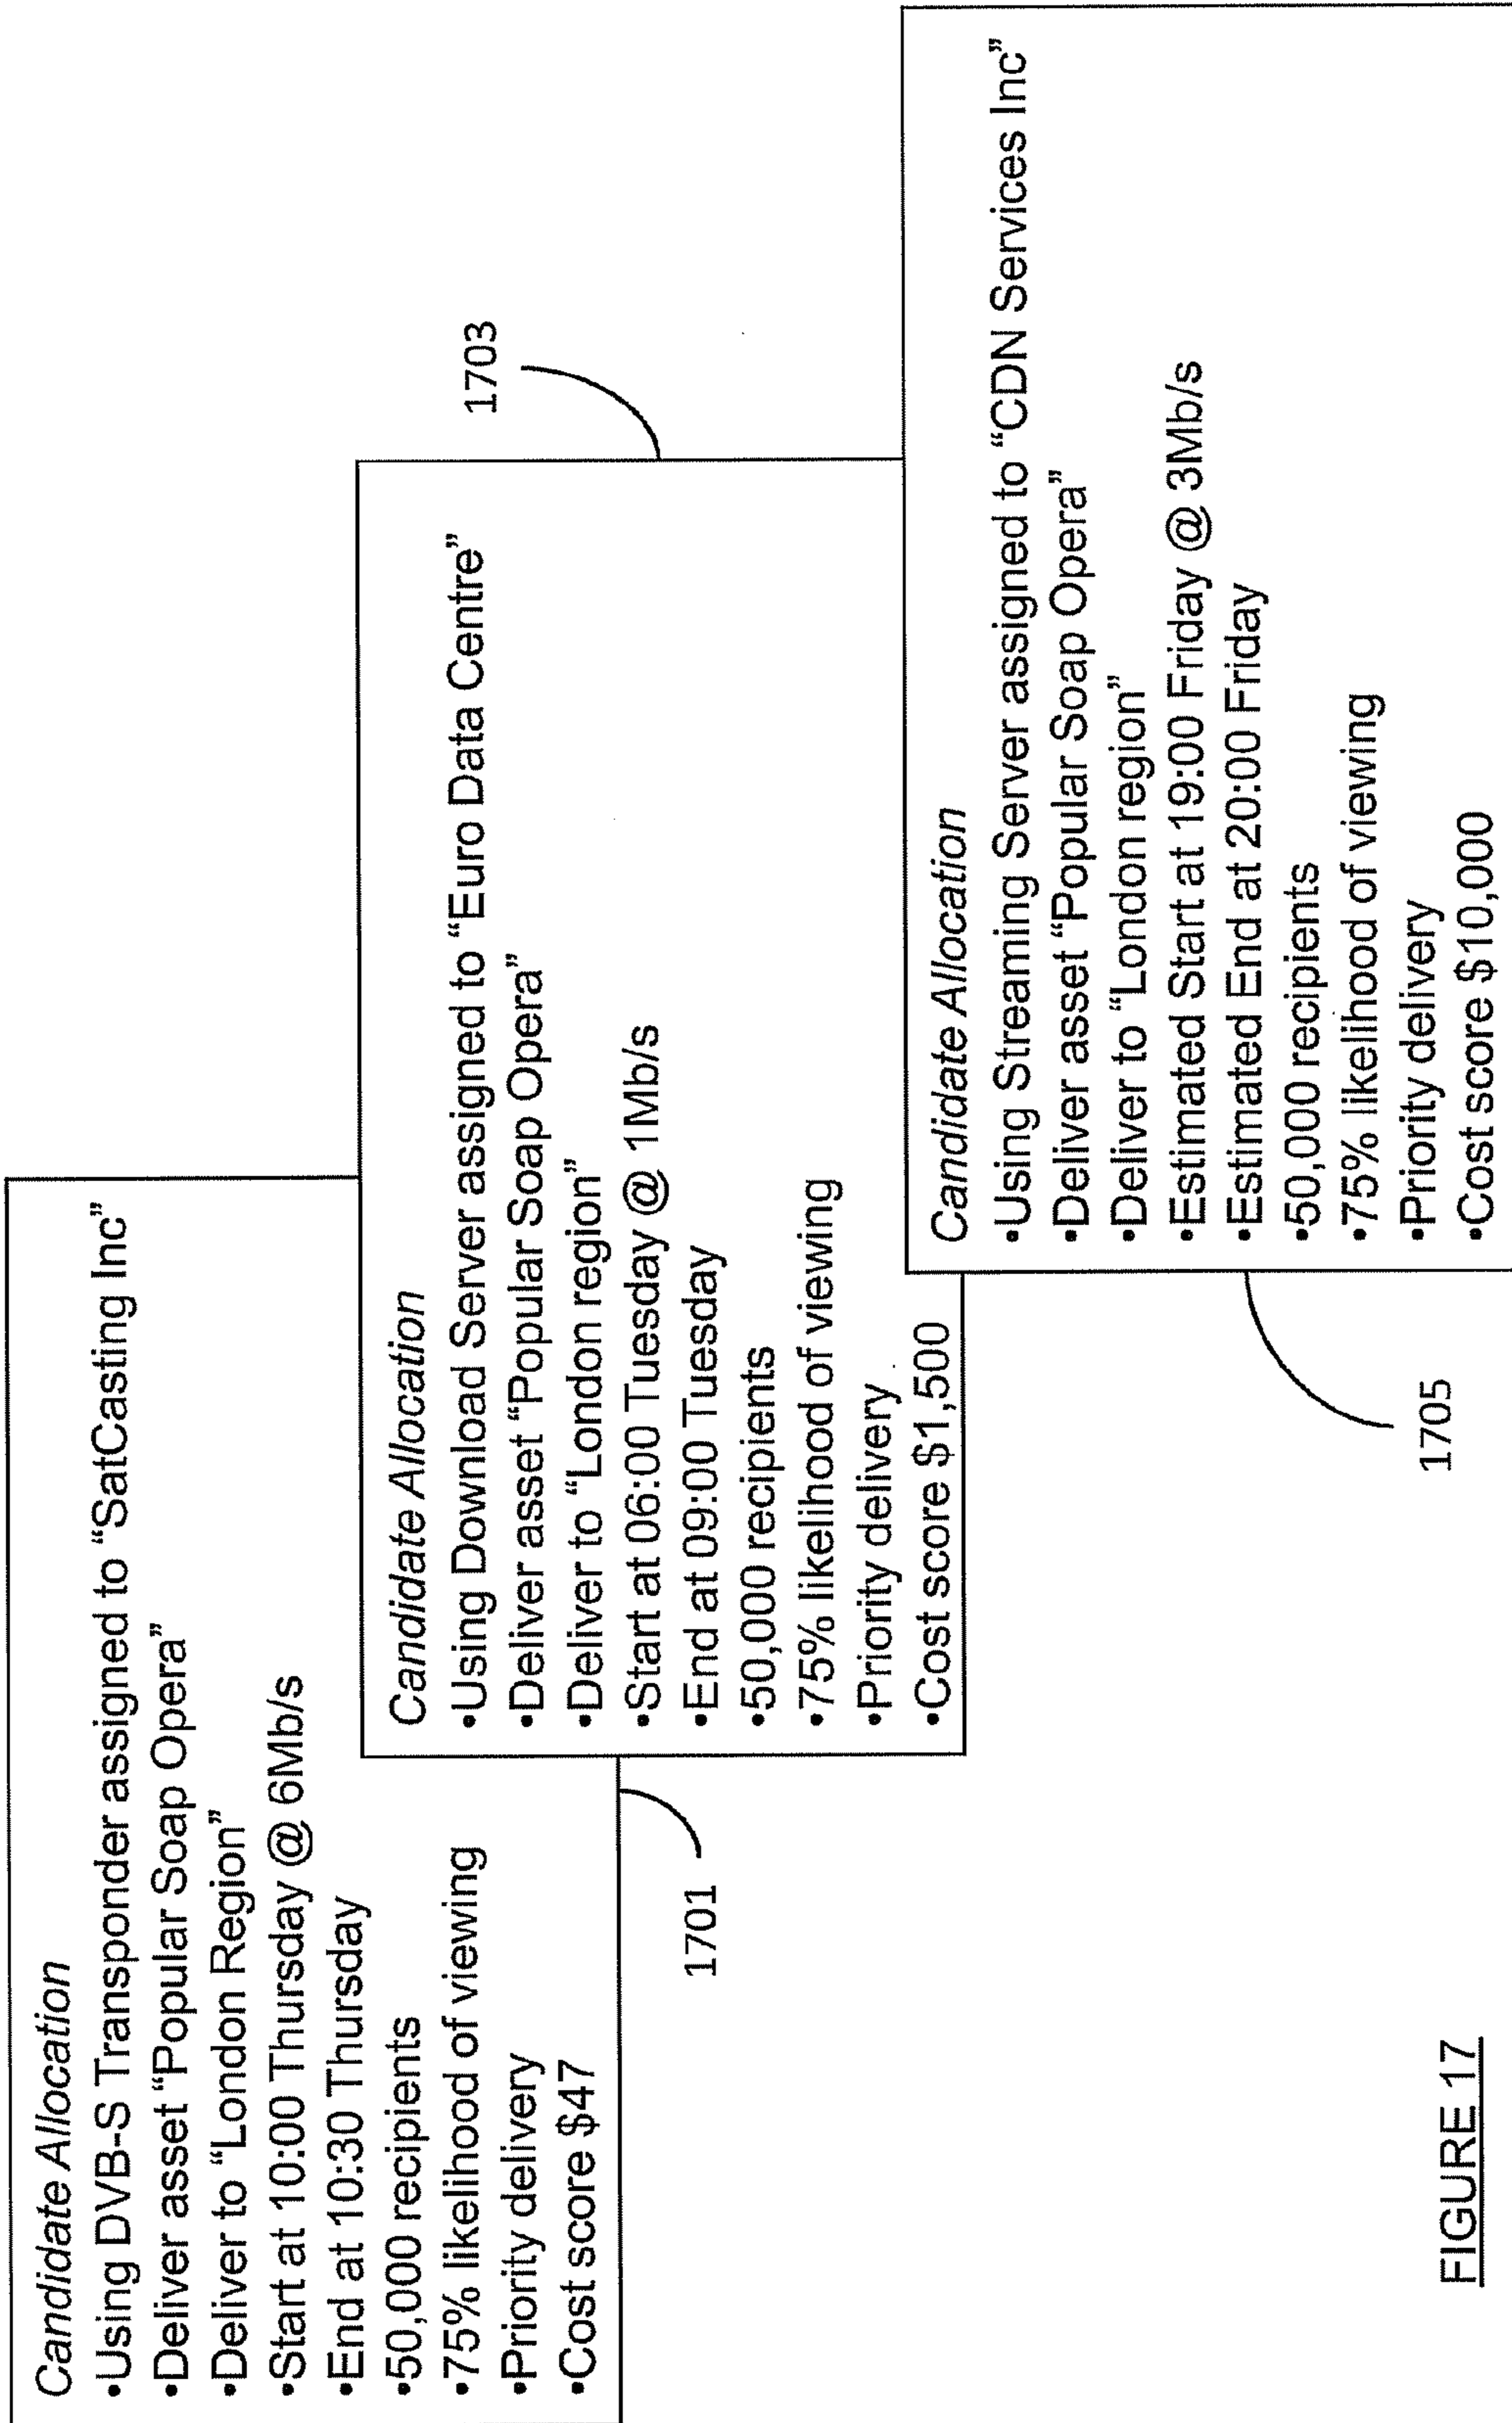 Candidate Allocation
•Using DVB-S Transponder assigned to “SatCasting Inc”
•Deliver asset “Popular Soap Opera”
•Deliver to “London Region”
•Start at 10:00 Thursday @ 6Mb/s
•End at 10:30 Thursday
•50,000 recipients
•75% likelihood of viewing
•Priority delivery
•Cost score $47
1701
Candidate Allocation
•Using Download Server assigned to “Euro Data Centre”
•Deliver asset “Popular Soap Opera”
•Deliver to “London region”
•Start at 06:00 Tuesday @ 1Mb/s
•End at 09:00 Tuesday
•50,000 recipients
•75% likelihood of viewing
•Priority delivery
•Cost score $1,500
1703
Candidate Allocation
•Using Streaming Server assigned to “CDN Services Inc”
•Deliver asset “Popular Soap Opera”
•Deliver to “London region”
•Estimated Start at 19:00 Friday @ 3Mb/s
•Estimated End at 20:00 Friday
•50,000 recipients
•75% likelihood of viewing
•Priority delivery
•Cost score $10,000
1705
FIGURE 17